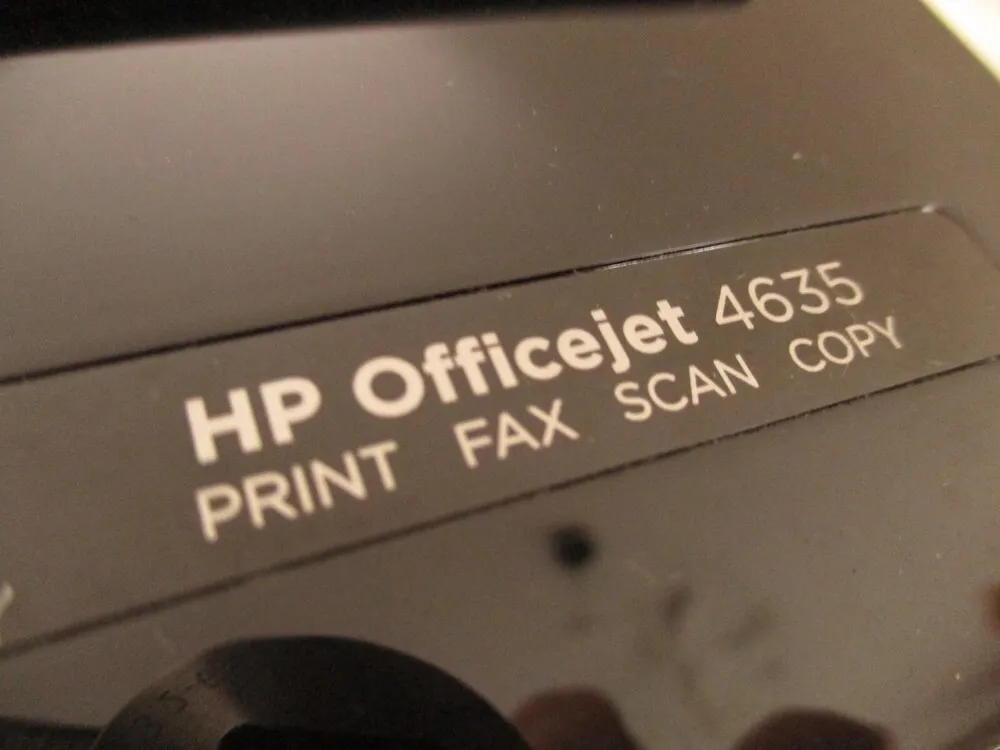 HP Officejet 4635
PRINT FAX SCAN COPY